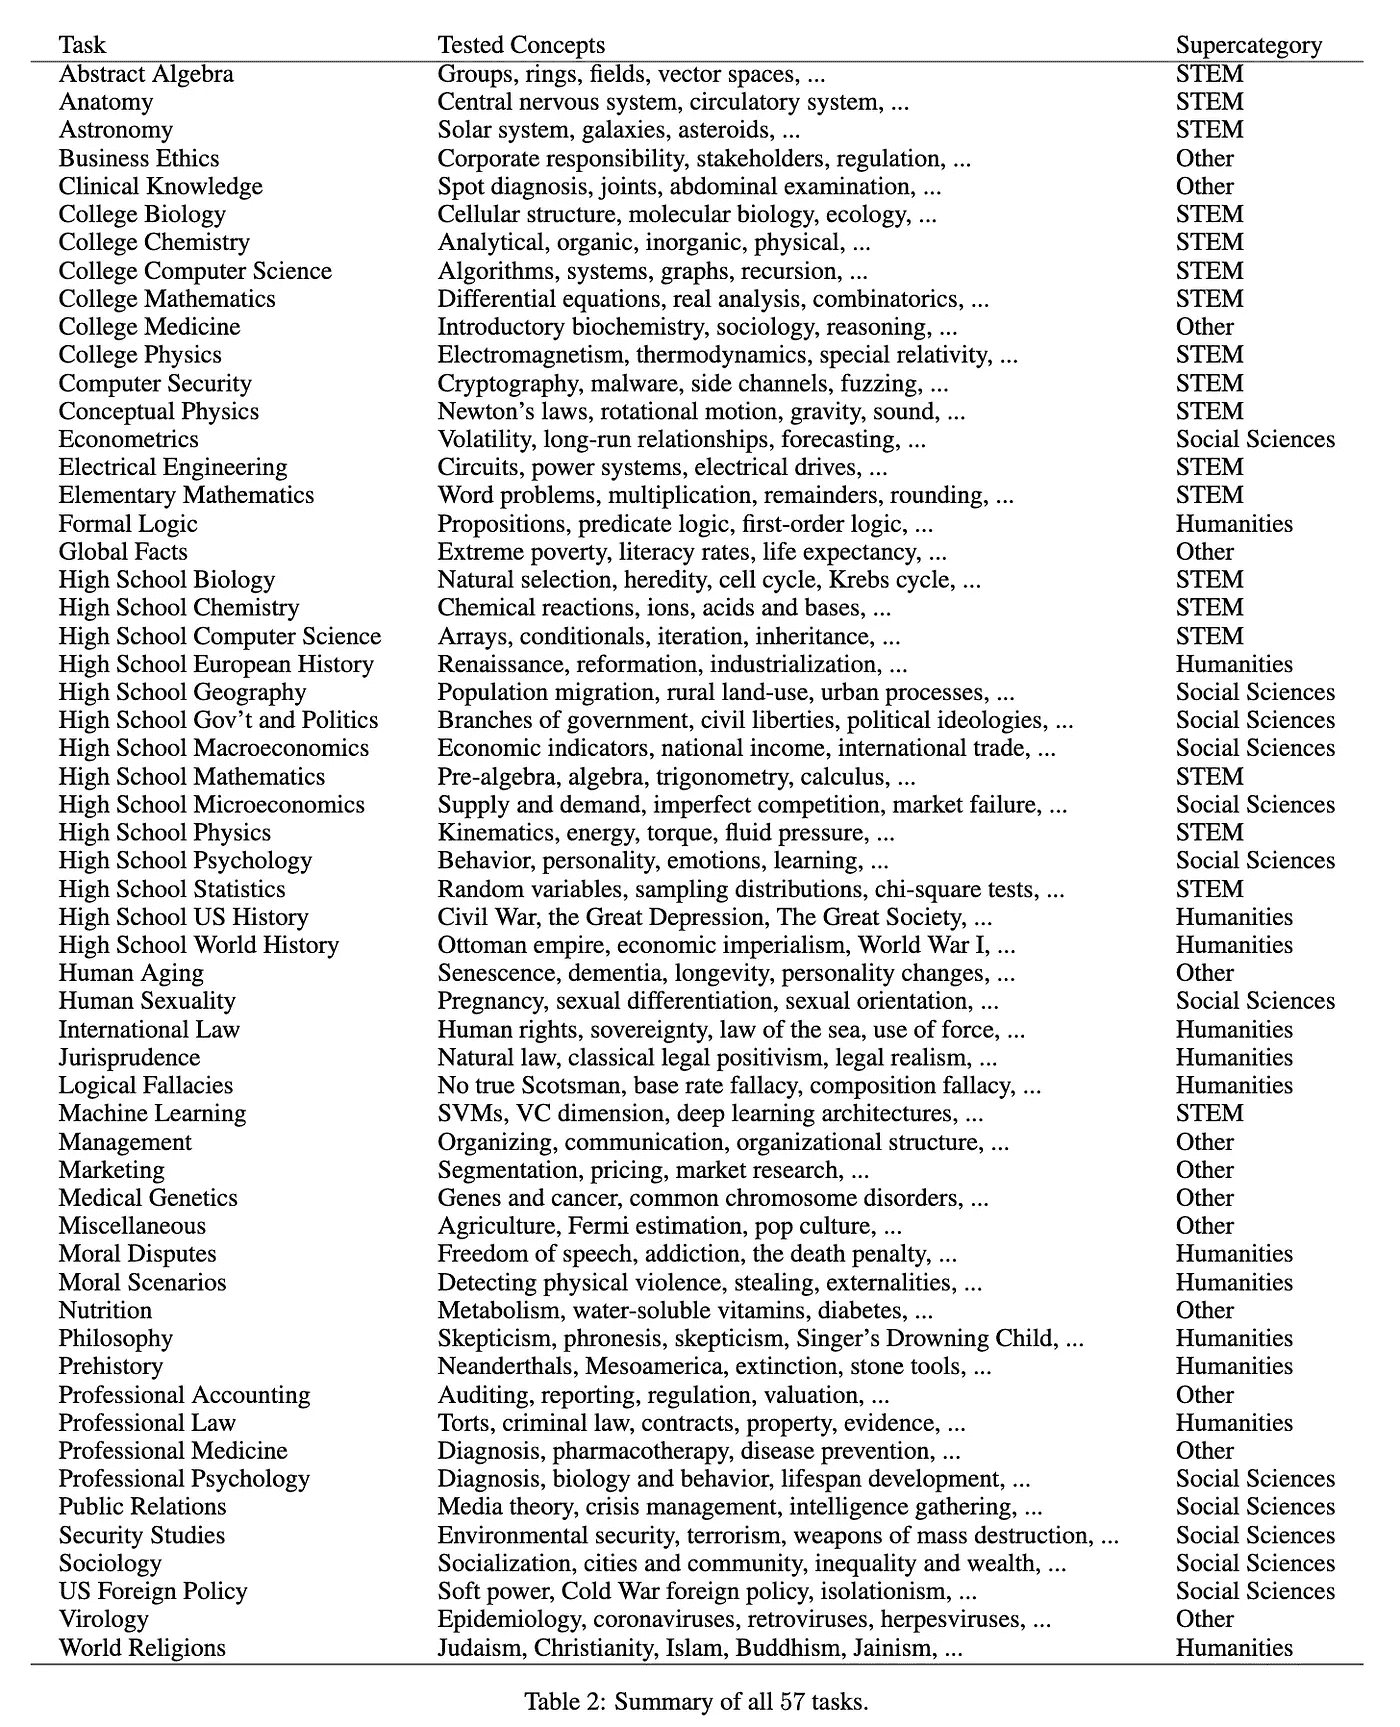 Task Tested Concepts Supercategory
Abstract Algebra Groups, rings, fields, vector spaces, ... STEM
Anatomy Central nervous system, circulatory system, ... STEM
Astronomy Solar system, galaxies, asteroids, ... STEM
Business Ethics Corporate responsibility, stakeholders, regulation, ... Other
Clinical Knowledge Spot diagnosis, joints, abdominal examination, ... Other
College Biology Cellular structure, molecular biology, ecology, ... STEM
College Chemistry Analytical, organic, inorganic, physical, ... STEM
College Computer Science Algorithms, systems, graphs, recursion, ... STEM
College Mathematics Differential equations, real analysis, combinatorics, ... STEM
College Medicine Introductory biochemistry, sociology, reasoning, ... Other
College Physics Electromagnetism, thermodynamics, special relativity, ... STEM
Computer Security Cryptography, malware, side channels, fuzzing, ... STEM
Conceptual Physics Newton's laws, rotational motion, gravity, sound, ... STEM
Econometrics Volatility, long-run relationships, forecasting, ... Social Sciences
Electrical Engineering Circuits, power systems, electrical drives, ... STEM
Elementary Mathematics Word problems, multiplication, remainders, rounding, ... STEM
Formal Logic Propositions, predicate logic, first-order logic, ... Humanities
Global Facts Extreme poverty, literacy rates, life expectancy, ... Other
High School Biology Natural selection, heredity, cell cycle, Krebs cycle, ... STEM
High School Chemistry Chemical reactions, ions, acids and bases, ... STEM
High School Computer Science Arrays, conditionals, iteration, inheritance, ... STEM
High School European History Renaissance, reformation, industrialization, ... Humanities
High School Geography Population migration, rural land-use, urban processes, ... Social Sciences
High School Gov't and Politics Branches of government, civil liberties, political ideologies, ... Social Sciences
High School Macroeconomics Economic indicators, national income, international trade, ... Social Sciences
High School Mathematics Pre-algebra, algebra, trigonometry, calculus, ... STEM
High School Microeconomics Supply and demand, imperfect competition, market failure, ... Social Sciences
High School Physics Kinematics, energy, torque, fluid pressure, ... STEM
High School Psychology Behavior, personality, emotions, learning, ... Social Sciences
High School Statistics Random variables, sampling distributions, chi-square tests, ... STEM
High School US History Civil War, the Great Depression, The Great Society, ... Humanities
High School World History Ottoman empire, economic imperialism, World War I, ... Humanities
Human Aging Senescence, dementia, longevity, personality changes, ... Other
Human Sexuality Pregnancy, sexual differentiation, sexual orientation, ... Social Sciences
International Law Human rights, sovereignty, law of the sea, use of force, ... Humanities
Jurisprudence Natural law, classical legal positivism, legal realism, ... Humanities
Logical Fallacies No true Scotsman, base rate fallacy, composition fallacy, ... Humanities
Machine Learning SVMs, VC dimension, deep learning architectures, ... STEM
Management Organizing, communication, organizational structure, ... Other
Marketing Segmentation, pricing, market research, ... Other
Medical Genetics Genes and cancer, common chromosome disorders, ... Other
Miscellaneous Agriculture, Fermi estimation, pop culture, ... Other
Moral Disputes Freedom of speech, addiction, the death penalty, ... Humanities
Moral Scenarios Detecting physical violence, stealing, externalities, ... Humanities
Nutrition Metabolism, water-soluble vitamins, diabetes, ... Other
Philosophy Skepticism, phronesis, skepticism, Singer's Drowning Child, ... Humanities
Prehistory Neanderthals, Mesoamerica, extinction, stone tools, ... Humanities
Professional Accounting Auditing, reporting, regulation, valuation, ... Other
Professional Law Torts, criminal law, contracts, property, evidence, ... Humanities
Professional Medicine Diagnosis, pharmacotherapy, disease prevention, ... Other
Professional Psychology Diagnosis, biology and behavior, lifespan development, ... Social Sciences
Public Relations Media theory, crisis management, intelligence gathering, ... Social Sciences
Security Studies Environmental security, terrorism, weapons of mass destruction, ... Social Sciences
Sociology Socialization, cities and community, inequality and wealth, ... Social Sciences
US Foreign Policy Soft power, Cold War foreign policy, isolationism, ... Social Sciences
Virology Epidemiology, coronaviruses, retroviruses, herpesviruses, ... Other
World Religions Judaism, Christianity, Islam, Buddhism, Jainism, ... Humanities
Table 2: Summary of all 57 tasks.